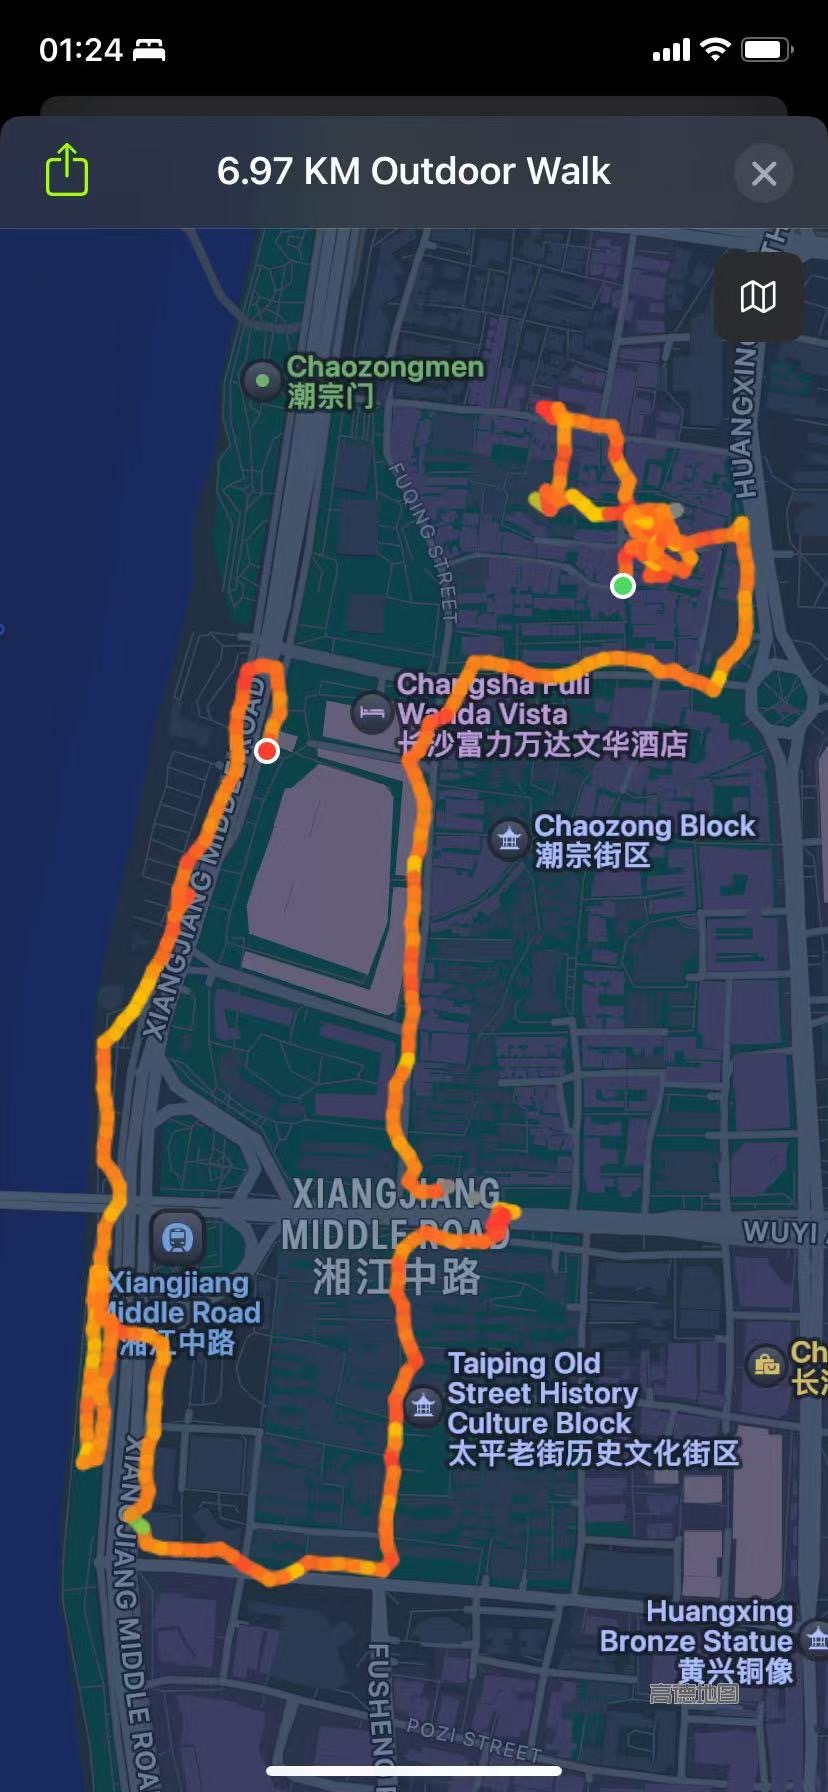 01:24
6.97 KM Outdoor Walk
Chaozongmen
潮宗门
HUANGXING
FUQING STREET
ROAD
Changsha Fuli
Wanda Vista
长沙富力万达文华酒店
Chaozong Block
潮宗街区
XIANGJIANG MIDDLE
XIANGJIANG
MIDDLE ROAD
湘江中路
WUYI
Xiangjiang
Middle Road
湘江中路
Ch
长沙
Taiping Old
Street History
Culture Block
太平老街历史文化街区
XIANGJIANG MIDDLE ROA
Huangxing
Bronze Statue
黄兴铜像
高德地图
FUSHENG
POZI STREET